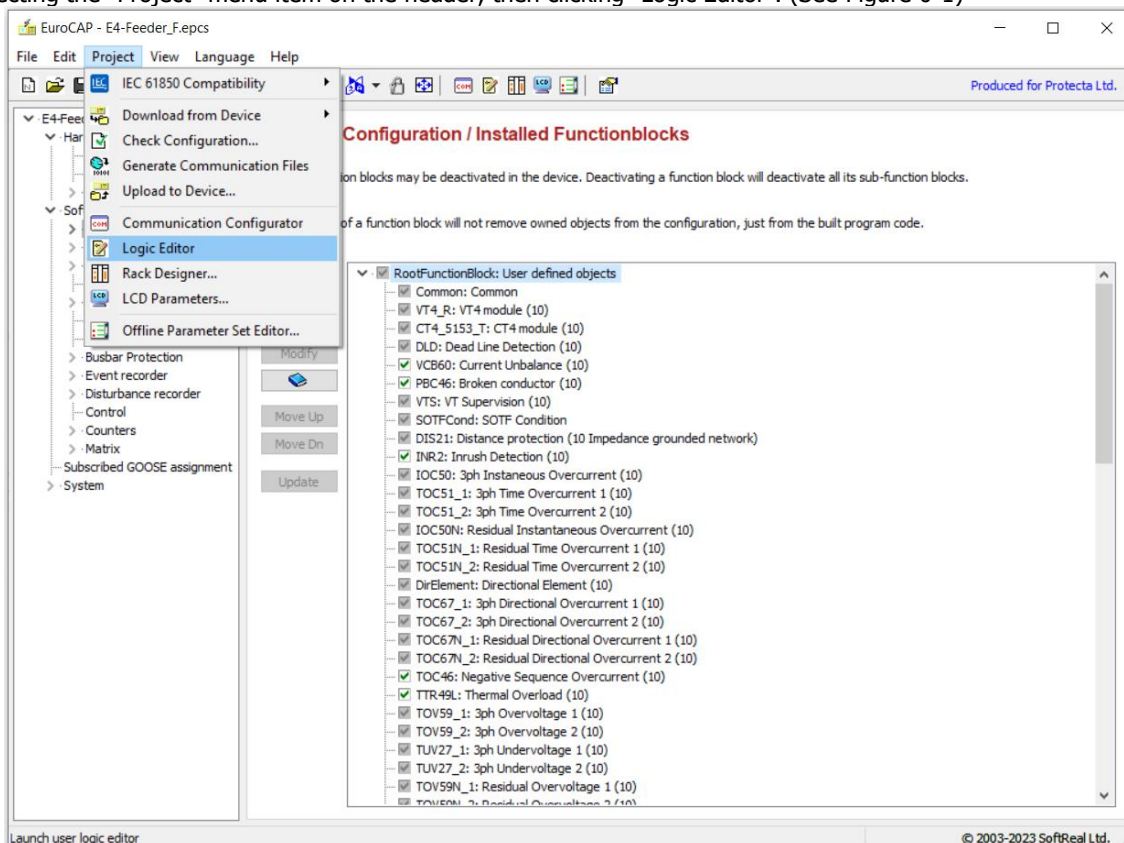 "Project" menu item on the header, then clicking "Logic Editor". (See Figure 6-1)
EuroCAP - E4-Feeder_F.epcs
File Edit Project View Language Help
Produced for Protecta Ltd.
IEC 61850 Compatibility
Download from Device
Check Configuration...
Generate Communication Files
Upload to Device...
Communication Configurator
Logic Editor
Rack Designer...
LCD Parameters...
Offline Parameter Set Editor...
E4-Feed
Har
Sof
Busbar Protection
Event recorder
Disturbance recorder
Control
Counters
Matrix
Subscribed GOOSE assignment
System
Configuration / Installed Functionblocks
ion blocks may be deactivated in the device. Deactivating a function block will deactivate all its sub-function blocks.
of a function block will not remove owned objects from the configuration, just from the built program code.
Modify
Move Up
Move Dn
Update
RootFunctionBlock: User defined objects
Common: Common
VT4_R: VT4 module (10)
CT4_5153_T: CT4 module (10)
DLD: Dead Line Detection (10)
VCB60: Current Unbalance (10)
PBC46: Broken conductor (10)
VTS: VT Supervision (10)
SOTFCond: SOTF Condition
DIS21: Distance protection (10 Impedance grounded network)
INR2: Inrush Detection (10)
IOC50: 3ph Instaneous Overcurrent (10)
TOC51_1: 3ph Time Overcurrent 1 (10)
TOC51_2: 3ph Time Overcurrent 2 (10)
IOC50N: Residual Instantaneous Overcurrent (10)
TOC51N_1: Residual Time Overcurrent 1 (10)
TOC51N_2: Residual Time Overcurrent 2 (10)
DirElement: Directional Element (10)
TOC67_1: 3ph Directional Overcurrent 1 (10)
TOC67_2: 3ph Directional Overcurrent 2 (10)
TOC67N_1: Residual Directional Overcurrent 1 (10)
TOC67N_2: Residual Directional Overcurrent 2 (10)
TOC46: Negative Sequence Overcurrent (10)
TTR49L: Thermal Overload (10)
TOV59_1: 3ph Overvoltage 1 (10)
TOV59_2: 3ph Overvoltage 2 (10)
TUV27_1: 3ph Undervoltage 1 (10)
TUV27_2: 3ph Undervoltage 2 (10)
TOV59N_1: Residual Overvoltage 1 (10)
TOV59N_2: Residual Overvoltage 2 (10)
Launch user logic editor
© 2003-2023 SoftReal Ltd.